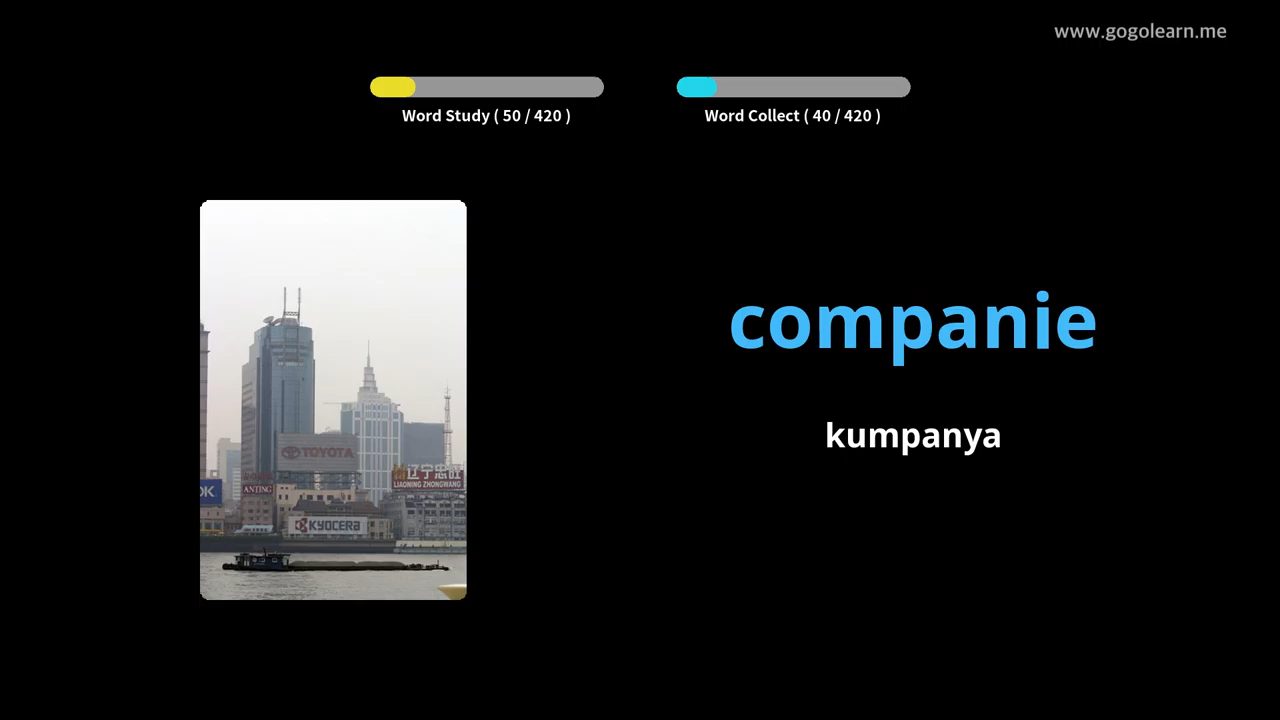 www.gogolearn.me
Word Study ( 50 / 420 )
Word Collect ( 40 / 420 )
companie
kumpanya
TOYOTA
辽宁忠旺
LIAONING ZHONGWANG
OK
ANTING
KYOCERA